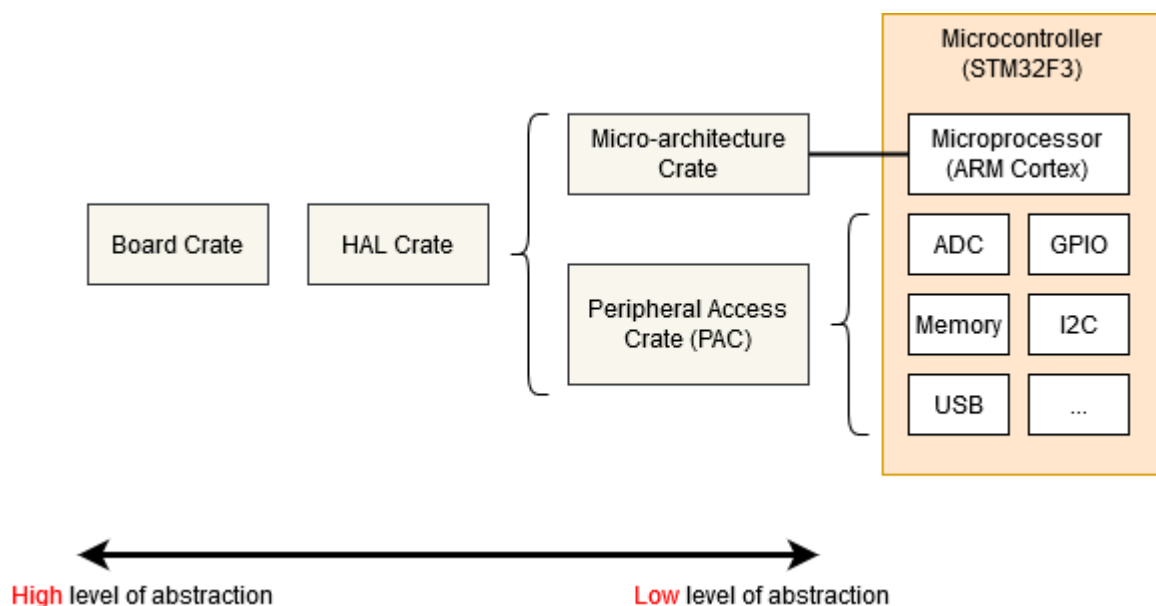 Microcontroller
(STM32F3)
Micro-architecture
Crate
Microprocessor
(ARM Cortex)
Board Crate
HAL Crate
Peripheral Access
Crate (PAC)
ADC
GPIO
Memory
I2C
USB
...
High level of abstraction
Low level of abstraction